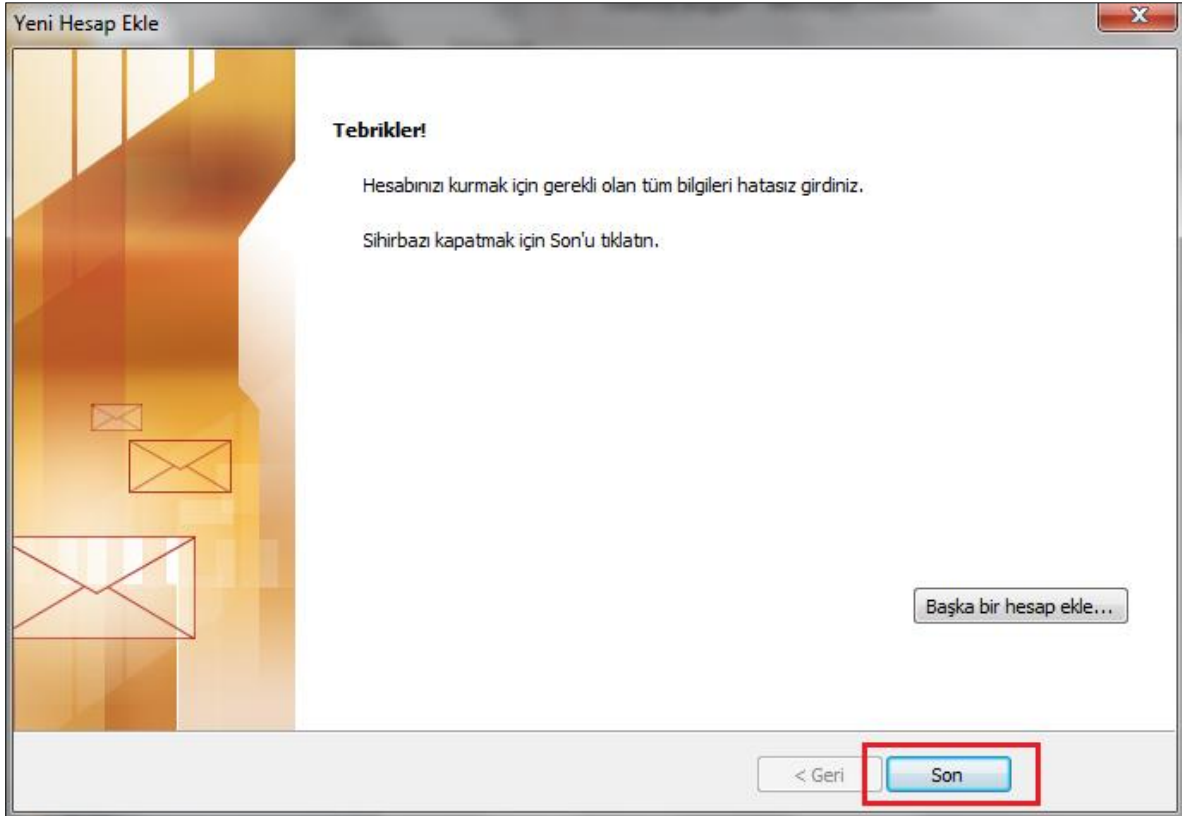 Yeni Hesap Ekle
Tebrikler!
Hesabınızı kurmak için gerekli olan tüm bilgileri hatasız girdiniz.
Sihirbazı kapatmak için Son'u tıklatın.
Başka bir hesap ekle...
< Geri
Son